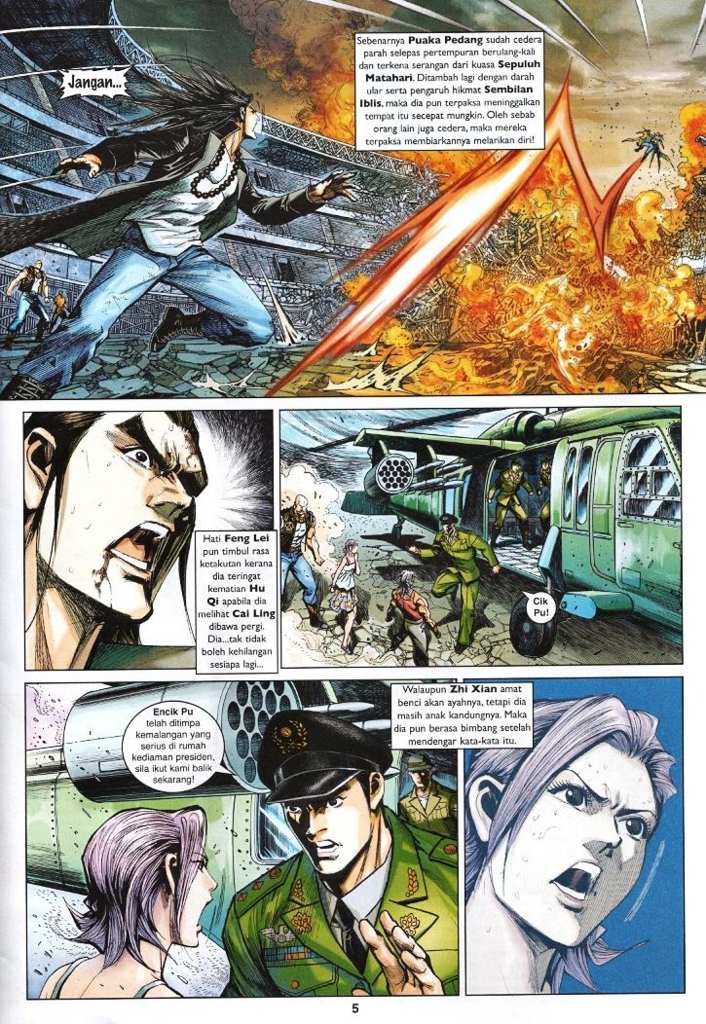 Jangan...
Sebenarnya Puaka Pedang sudah cedera
parah selepas pertempuran berulang-kali
dan terkena serangan dari kuasa Sepuluh
Matahari. Ditambah lagi dengan darah
ular serta pengaruh hikmat Sembilan
Iblis, maka dia pun terpaksa meninggalkan
tempat itu secepat mungkin. Oleh sebab
orang lain juga cedera, maka mereka
terpaksa membiarkannya melarikan diri!
Hati Feng Lei
pun timbul rasa
ketakutan kerana
dia teringat
kematian Hu
Qi apabila dia
melihat Cai Ling
dibawa pergi.
Dia...tak tidak
boleh kehilangan
sesiapa lagi...
Cik
Pu!
Encik Pu
telah ditimpa
kemalangan yang
serius di rumah
kediaman presiden,
sila ikut kami balik
sekarang!
Walaupun Zhi Xian amat
benci akan ayahnya, tetapi dia
masih anak kandungnya. Maka
dia pun berasa bimbang setelah
mendengar kata-kata itu.
5